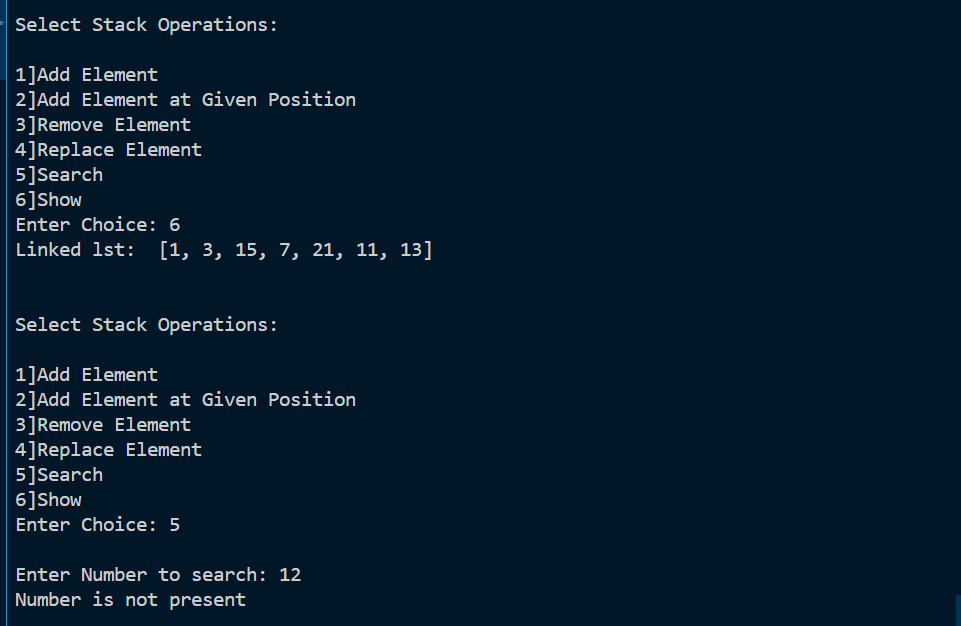 Select Stack Operations:
1]Add Element
2]Add Element at Given Position
3]Remove Element
4]Replace Element
5]Search
6]Show
Enter Choice: 6
Linked lst:  [1, 3, 15, 7, 21, 11, 13]
Select Stack Operations:
1]Add Element
2]Add Element at Given Position
3]Remove Element
4]Replace Element
5]Search
6]Show
Enter Choice: 5
Enter Number to search: 12
Number is not present